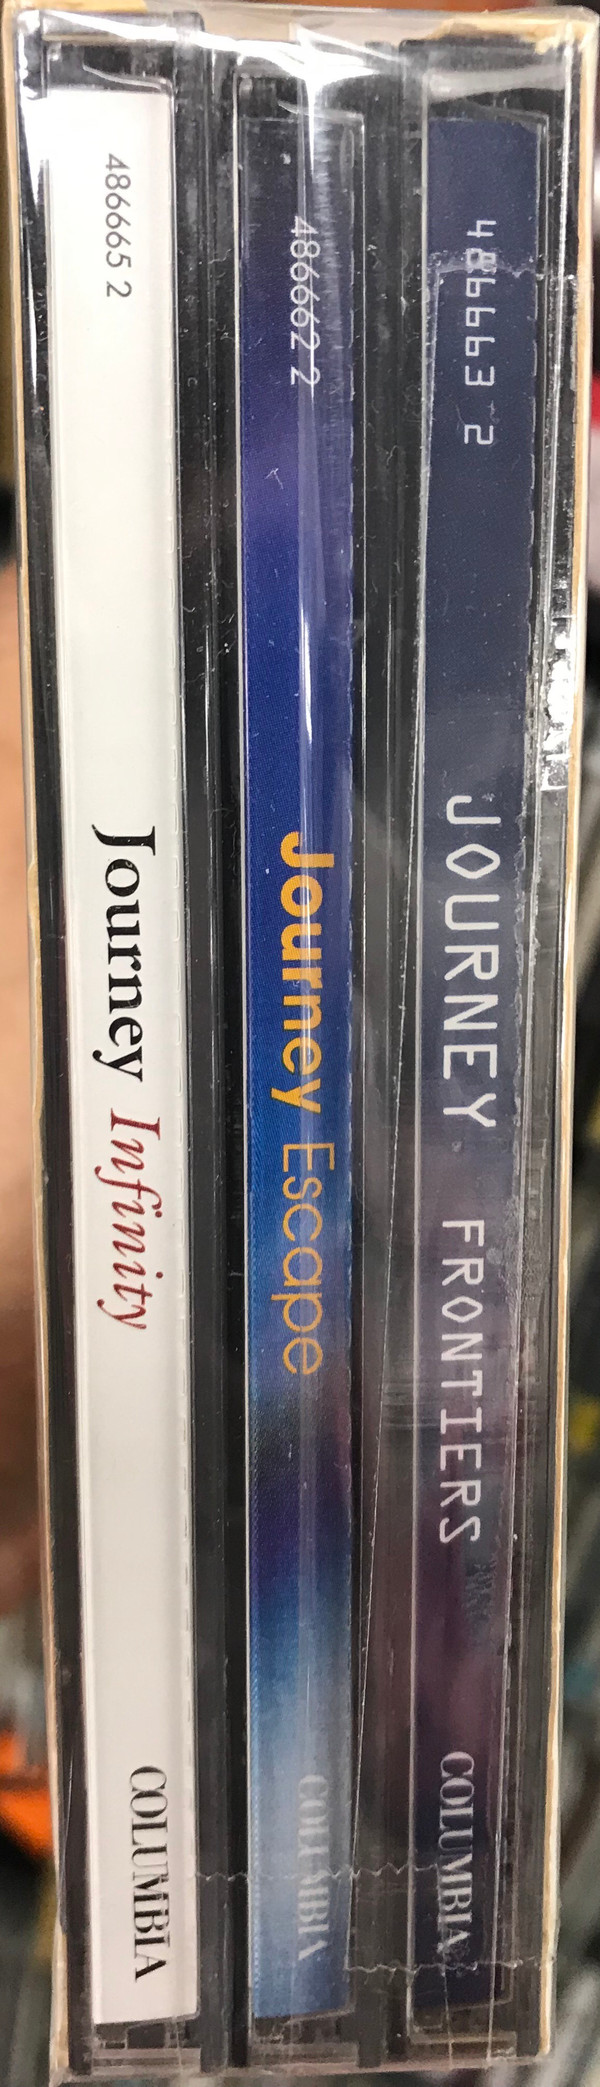 486665 2
Journey Infinity
COLUMBIA
486662 2
Journey Escape
COLUMBIA
486663 2
JOURNEY FRONTIERS
COLUMBIA